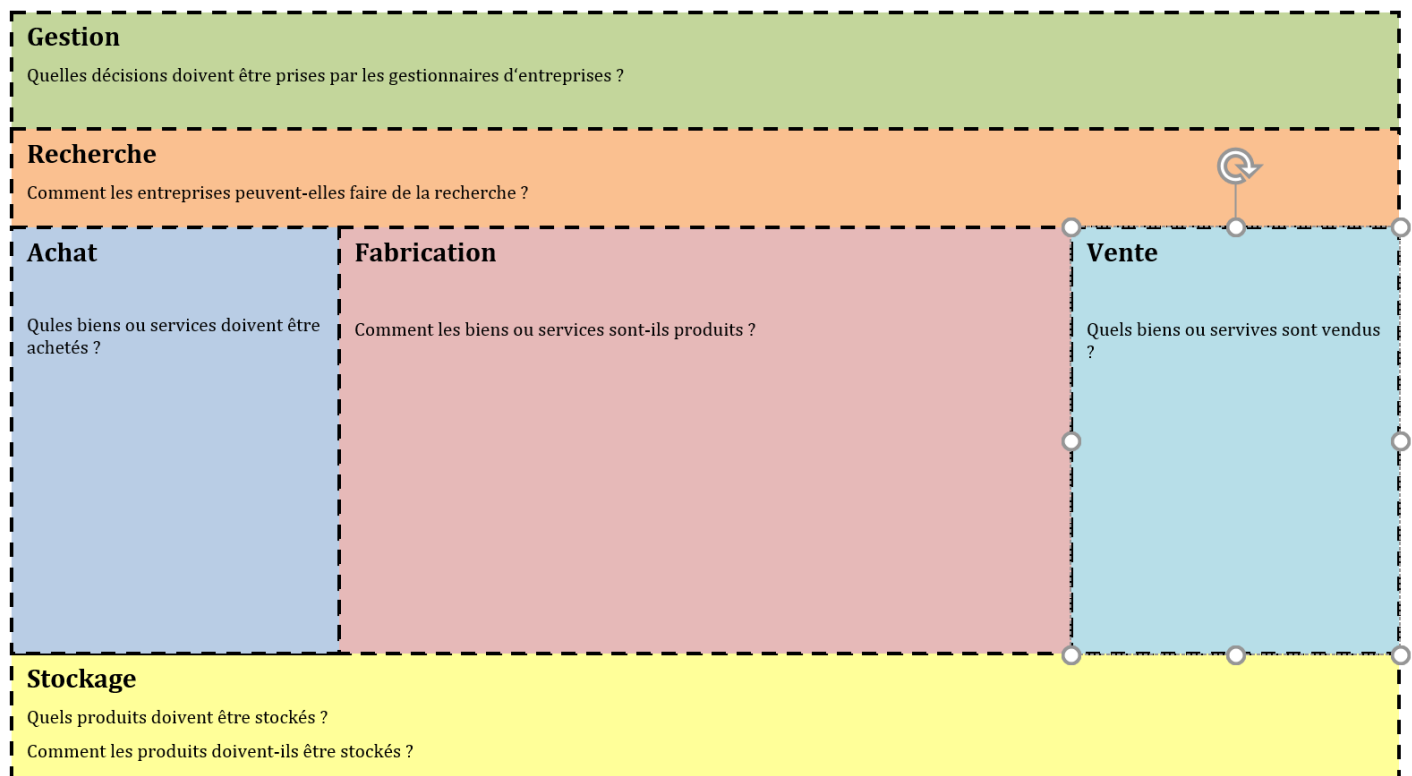 Gestion
Quelles décisions doivent être prises par les gestionnaires d‘entreprises ?
Recherche
Comment les entreprises peuvent-elles faire de la recherche ?
Achat
Qules biens ou services doivent être
achetés ?
Fabrication
Comment les biens ou services sont-ils produits ?
Vente
Quels biens ou servives sont vendus
?
Stockage
Quels produits doivent être stockés ?
Comment les produits doivent-ils être stockés ?